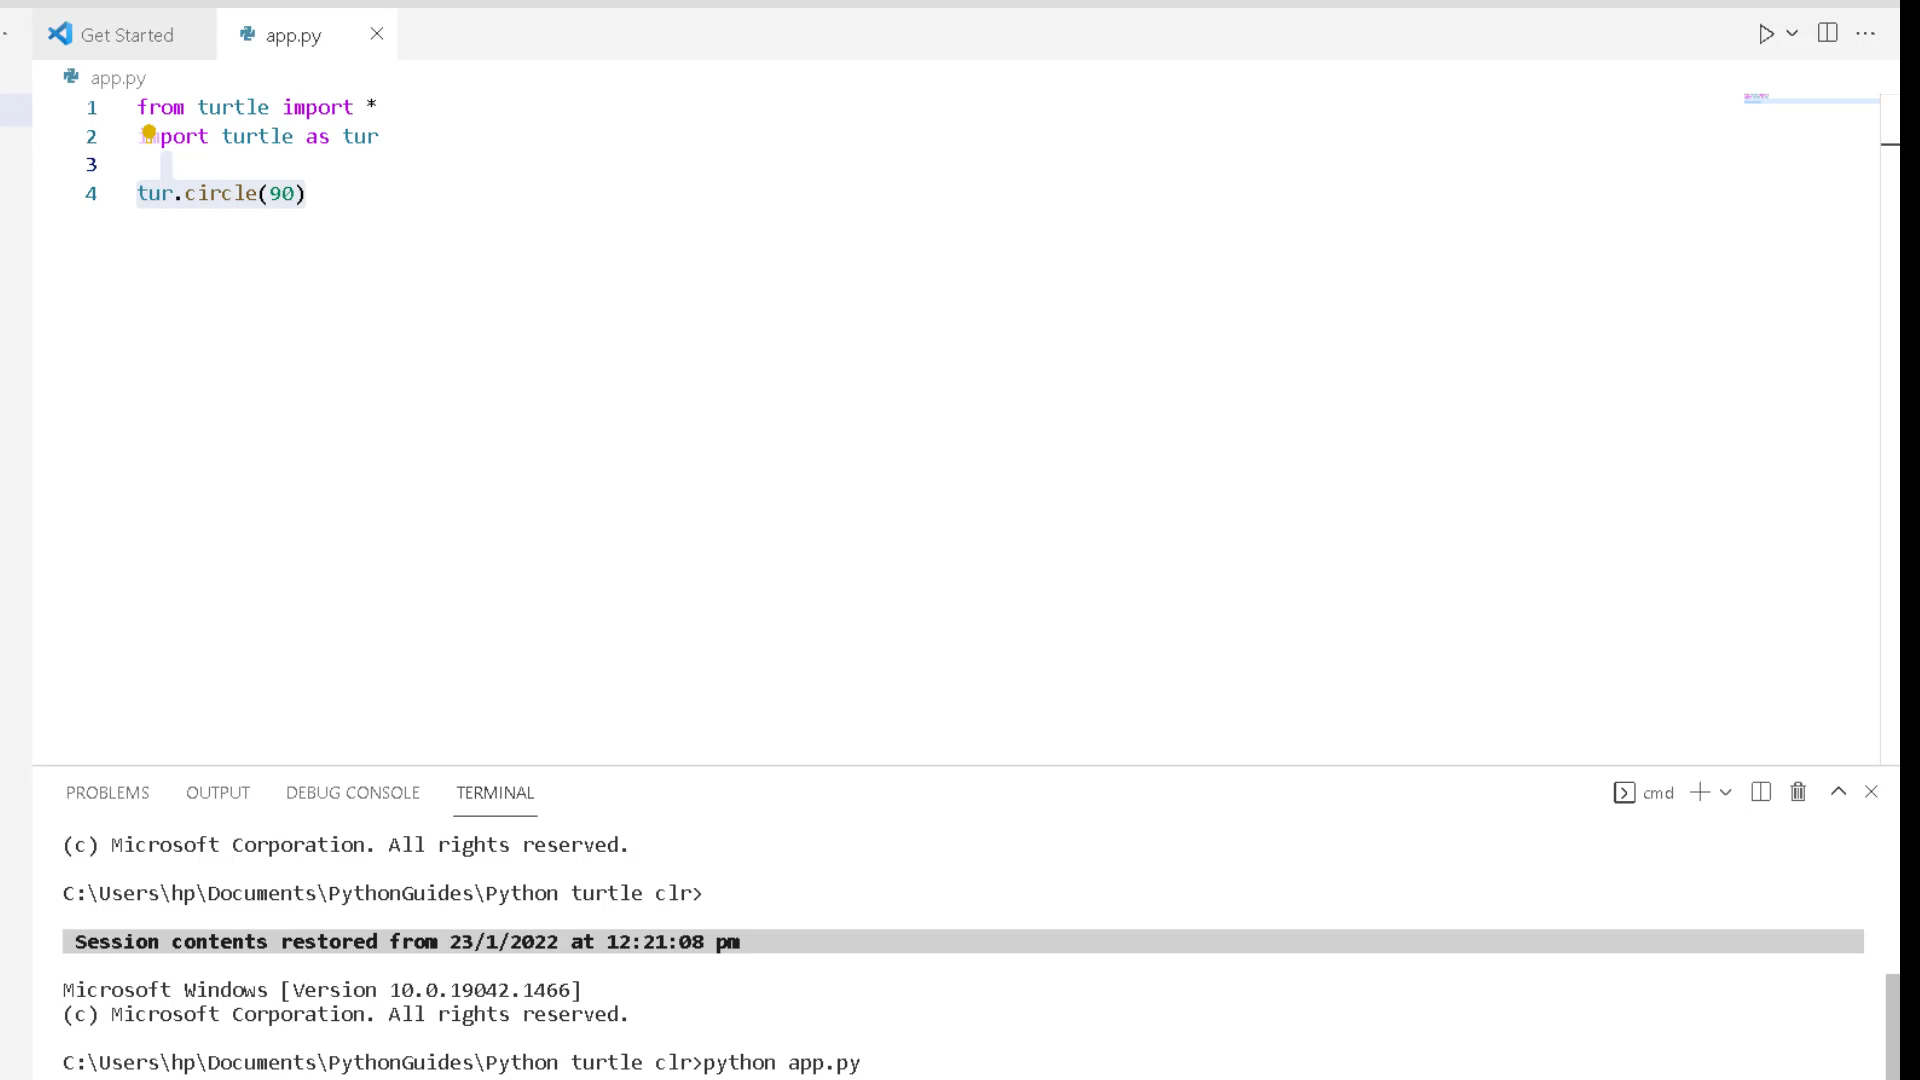 Get Started
app.py
app.py
1 from turtle import *
2 import turtle as tur
3
4 tur.circle(90)
PROBLEMS OUTPUT DEBUG CONSOLE TERMINAL
cmd
(c) Microsoft Corporation. All rights reserved.
C:\Users\hp\Documents\PythonGuides\Python turtle clr>
Session contents restored from 23/1/2022 at 12:21:08 pm
Microsoft Windows [Version 10.0.19042.1466]
(c) Microsoft Corporation. All rights reserved.
C:\Users\hp\Documents\PythonGuides\Python turtle clr>python app.py